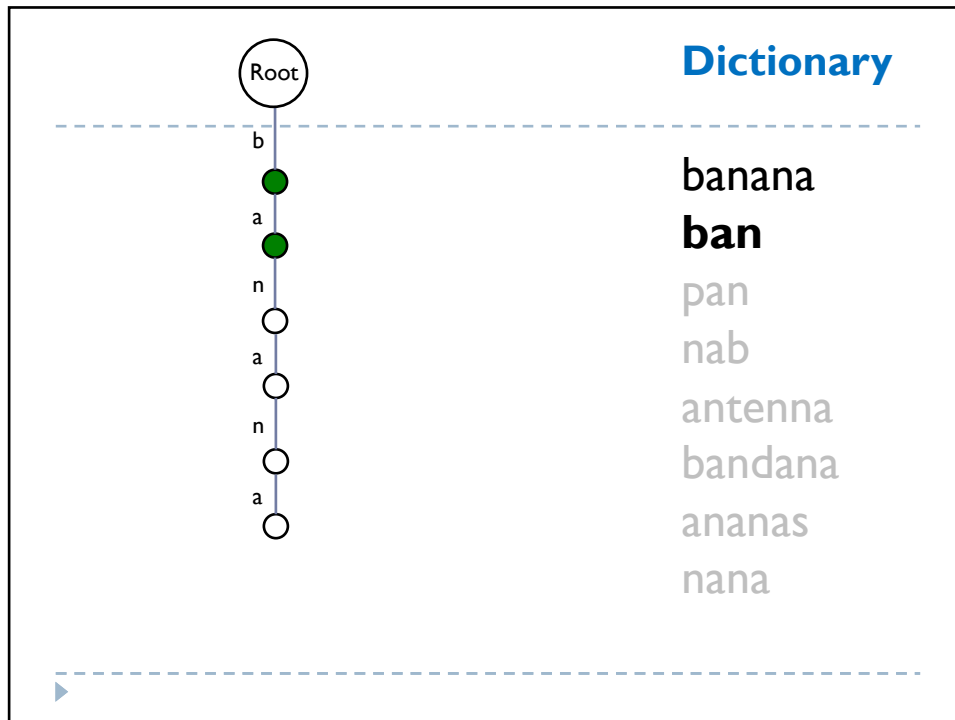 Root
Dictionary
b
a
n
a
n
a
banana
ban
pan
nab
antenna
bandana
ananas
nana